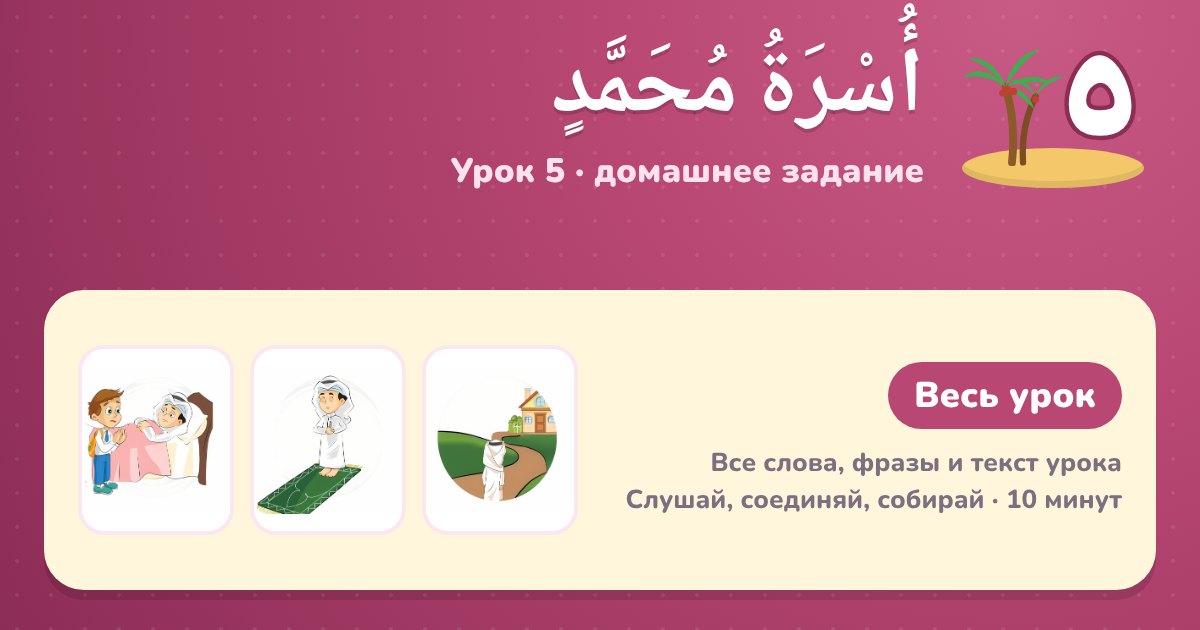 أُسْرَةُ مُحَمَّدٍ
٥
Урок 5 · домашнее задание
Весь урок
Все слова, фразы и текст урока
Слушай, соединяй, собирай · 10 минут